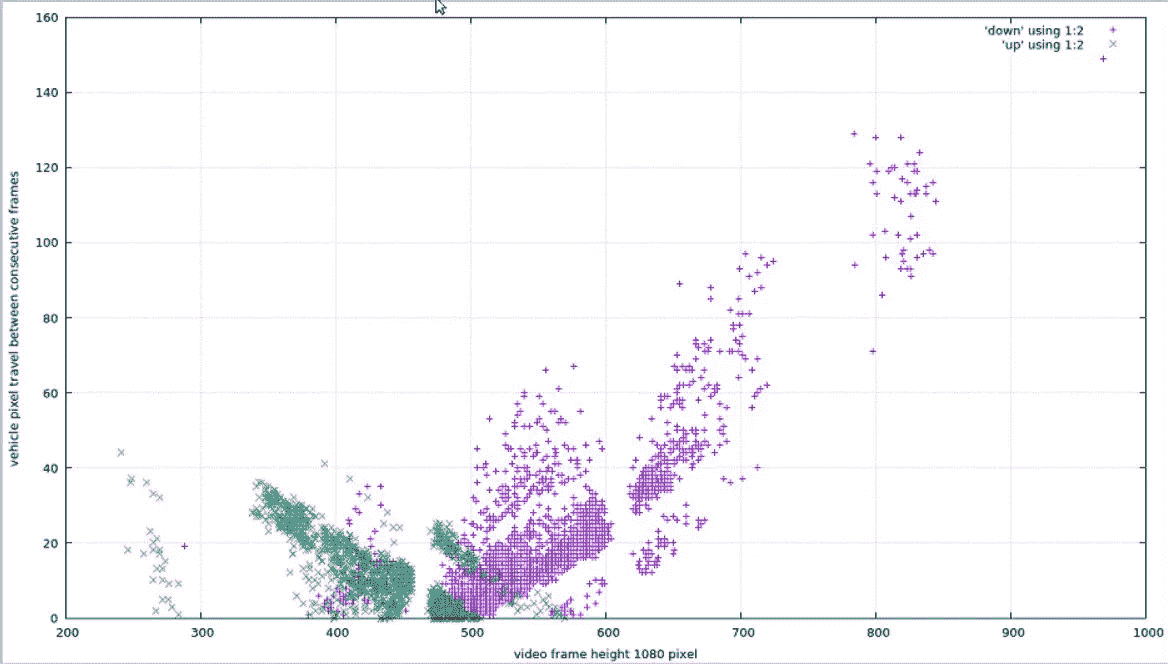 160
140
120
100
80
60
40
20
0
200 300 400 500 600 700 800 900 1000
vehicle pixel travel between consecutive frames
video frame height 1080 pixel
'down' using 1:2
'up' using 1:2